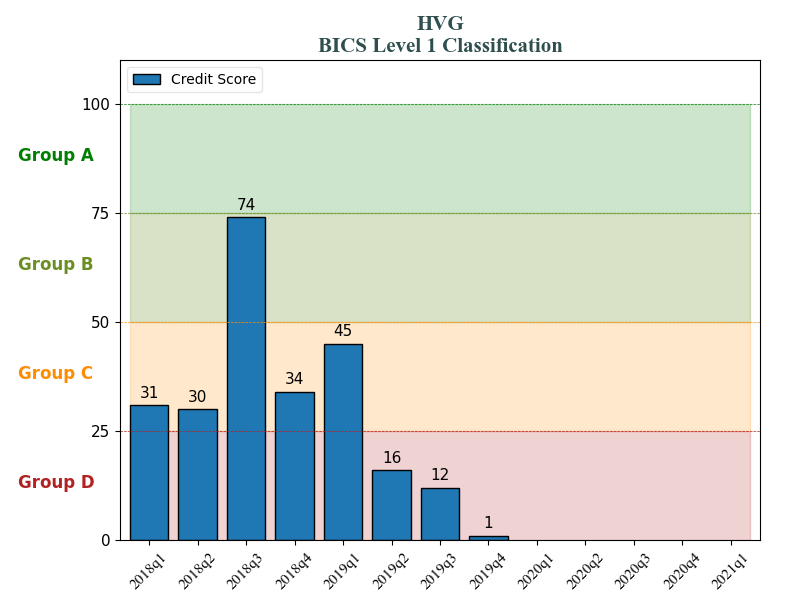 HVG
BICS Level 1 Classification
Credit Score
100
Group A
75
74
Group B
50
45
Group C
34
31
30
25
16
Group D
12
1
0
2018q1 2018q2 2018q3 2018q4 2019q1 2019q2 2019q3 2019q4 2020q1 2020q2 2020q3 2020q4 2021q1